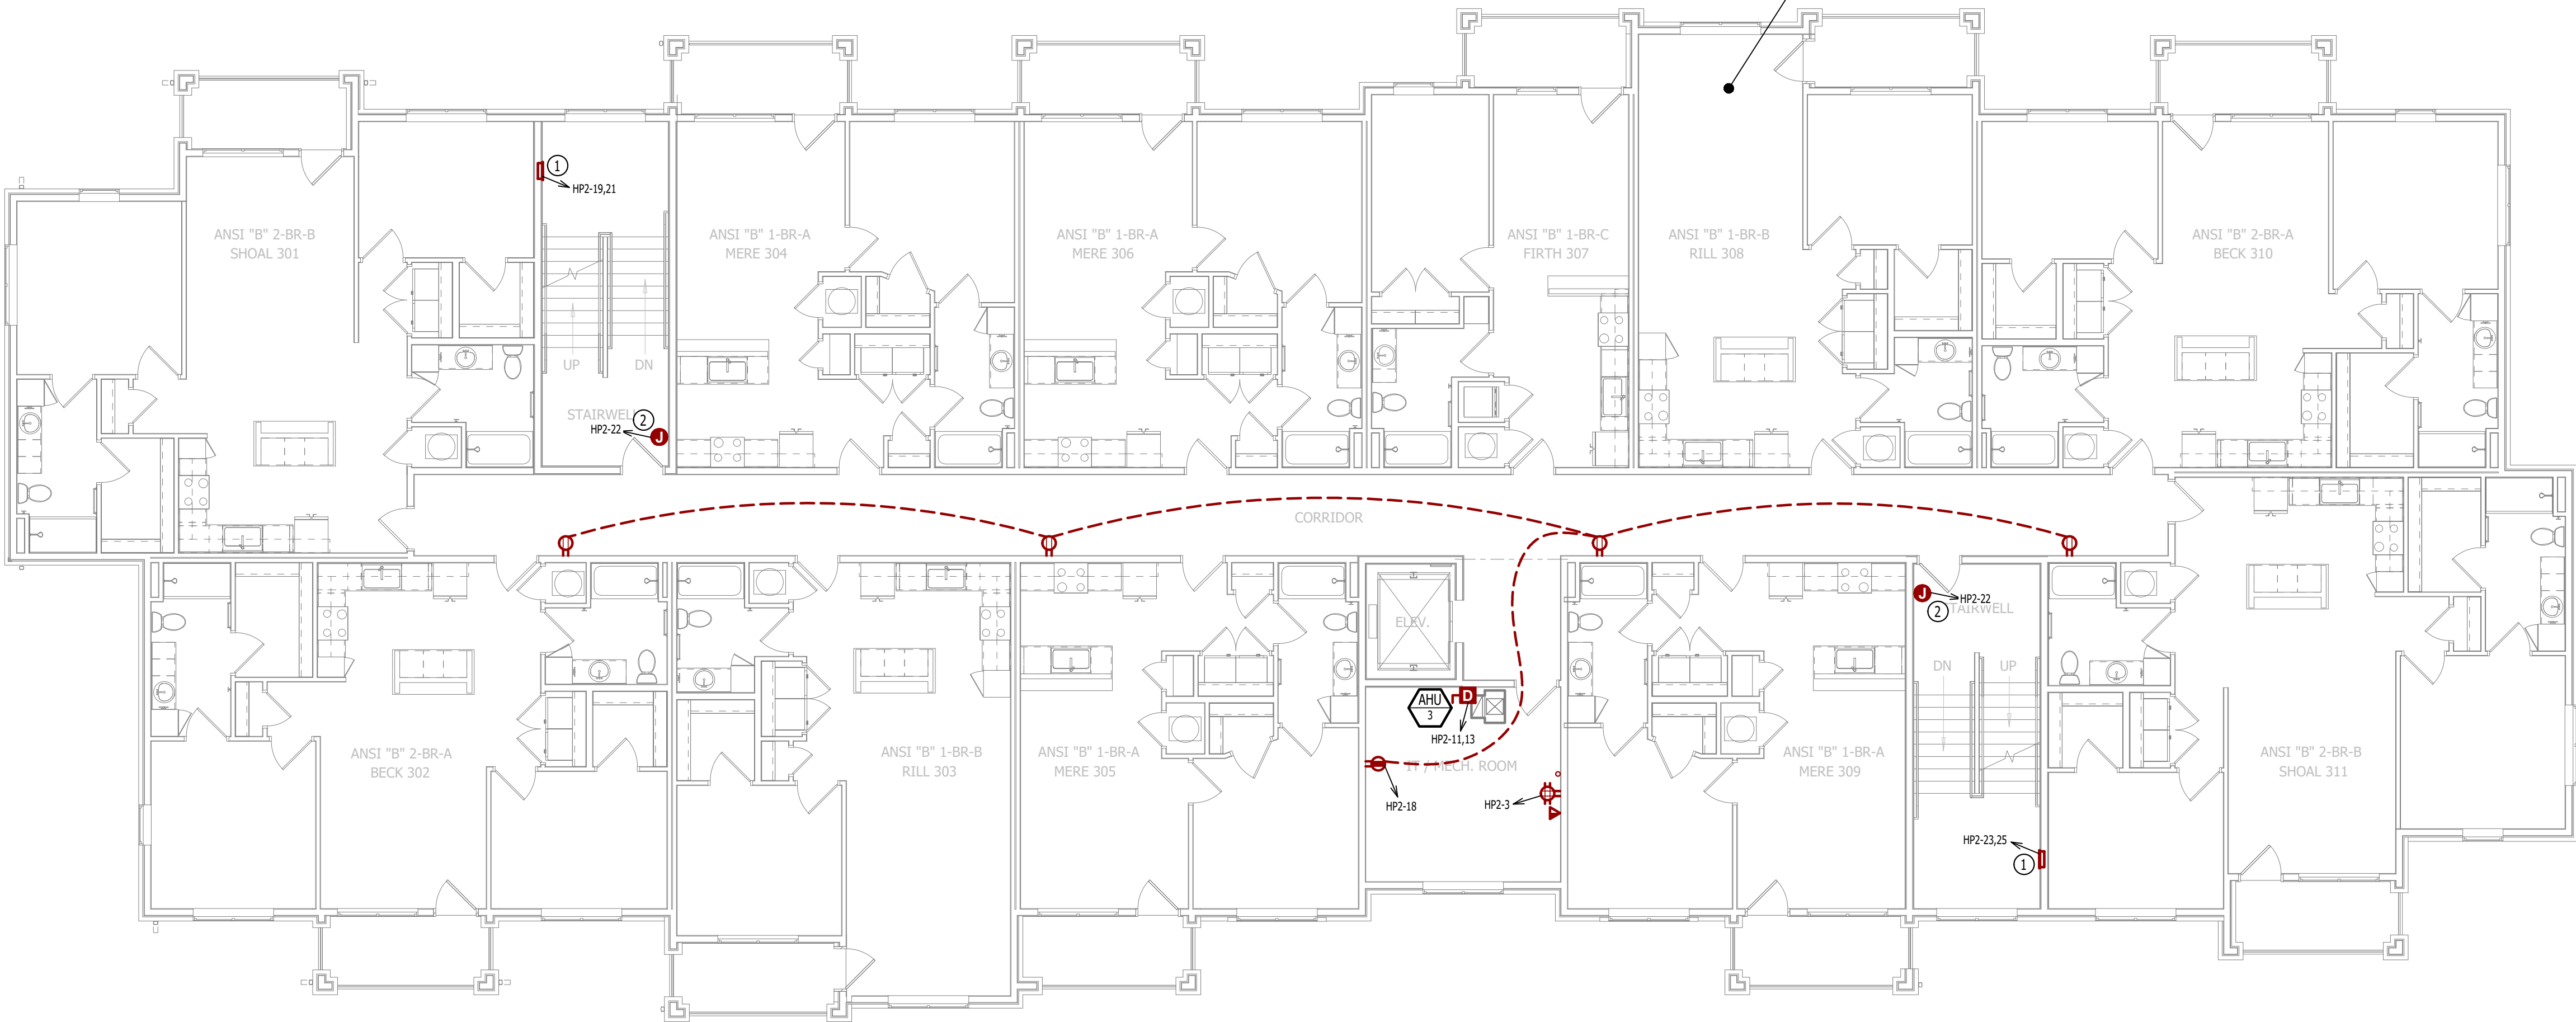 1
HP2-19,21
ANSI "B" 2-BR-B
SHOAL 301
ANSI "B" 1-BR-A
MERE 304
ANSI "B" 1-BR-A
MERE 306
ANSI "B" 1-BR-C
FIRTH 307
ANSI "B" 1-BR-B
RILL 308
ANSI "B" 2-BR-A
BECK 310
UP
DN
STAIRWELL
2
HP2-22
J
CORRIDOR
J
HP2-22
2
STAIRWELL
ELEV.
DN
UP
AHU
3
D
HP2-11,13
ANSI "B" 2-BR-A
BECK 302
ANSI "B" 1-BR-B
RILL 303
ANSI "B" 1-BR-A
MERE 305
IT / MECH. ROOM
ANSI "B" 1-BR-A
MERE 309
ANSI "B" 2-BR-B
SHOAL 311
HP2-18
HP2-3
HP2-23,25
1